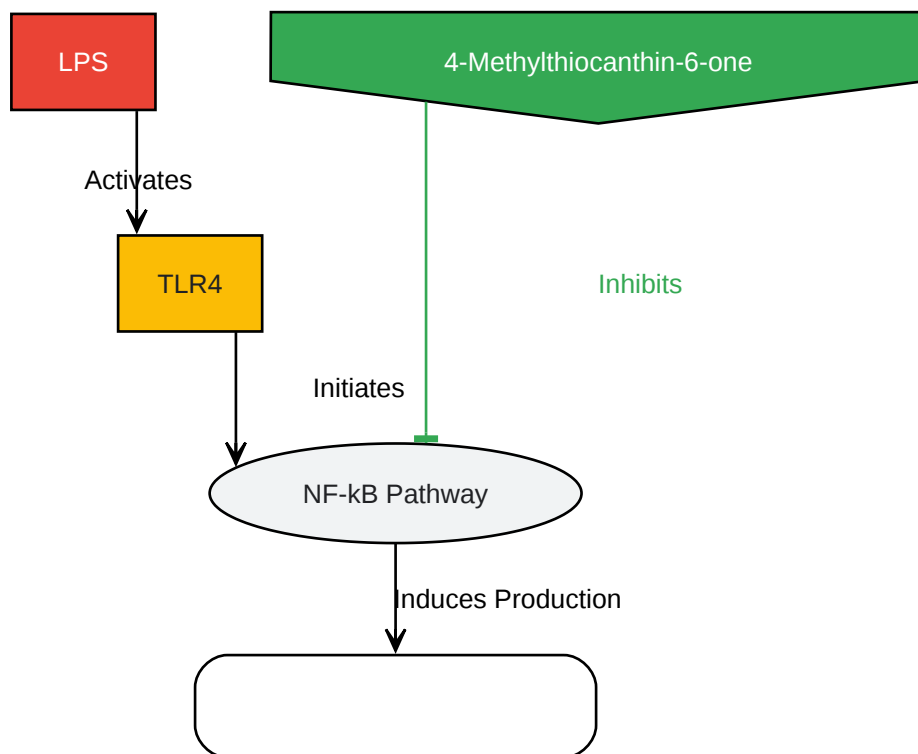 LPS
4-Methylthiocanthin-6-one
Activates
TLR4
Inhibits
Initiates
NF-kB Pathway
Induces Production